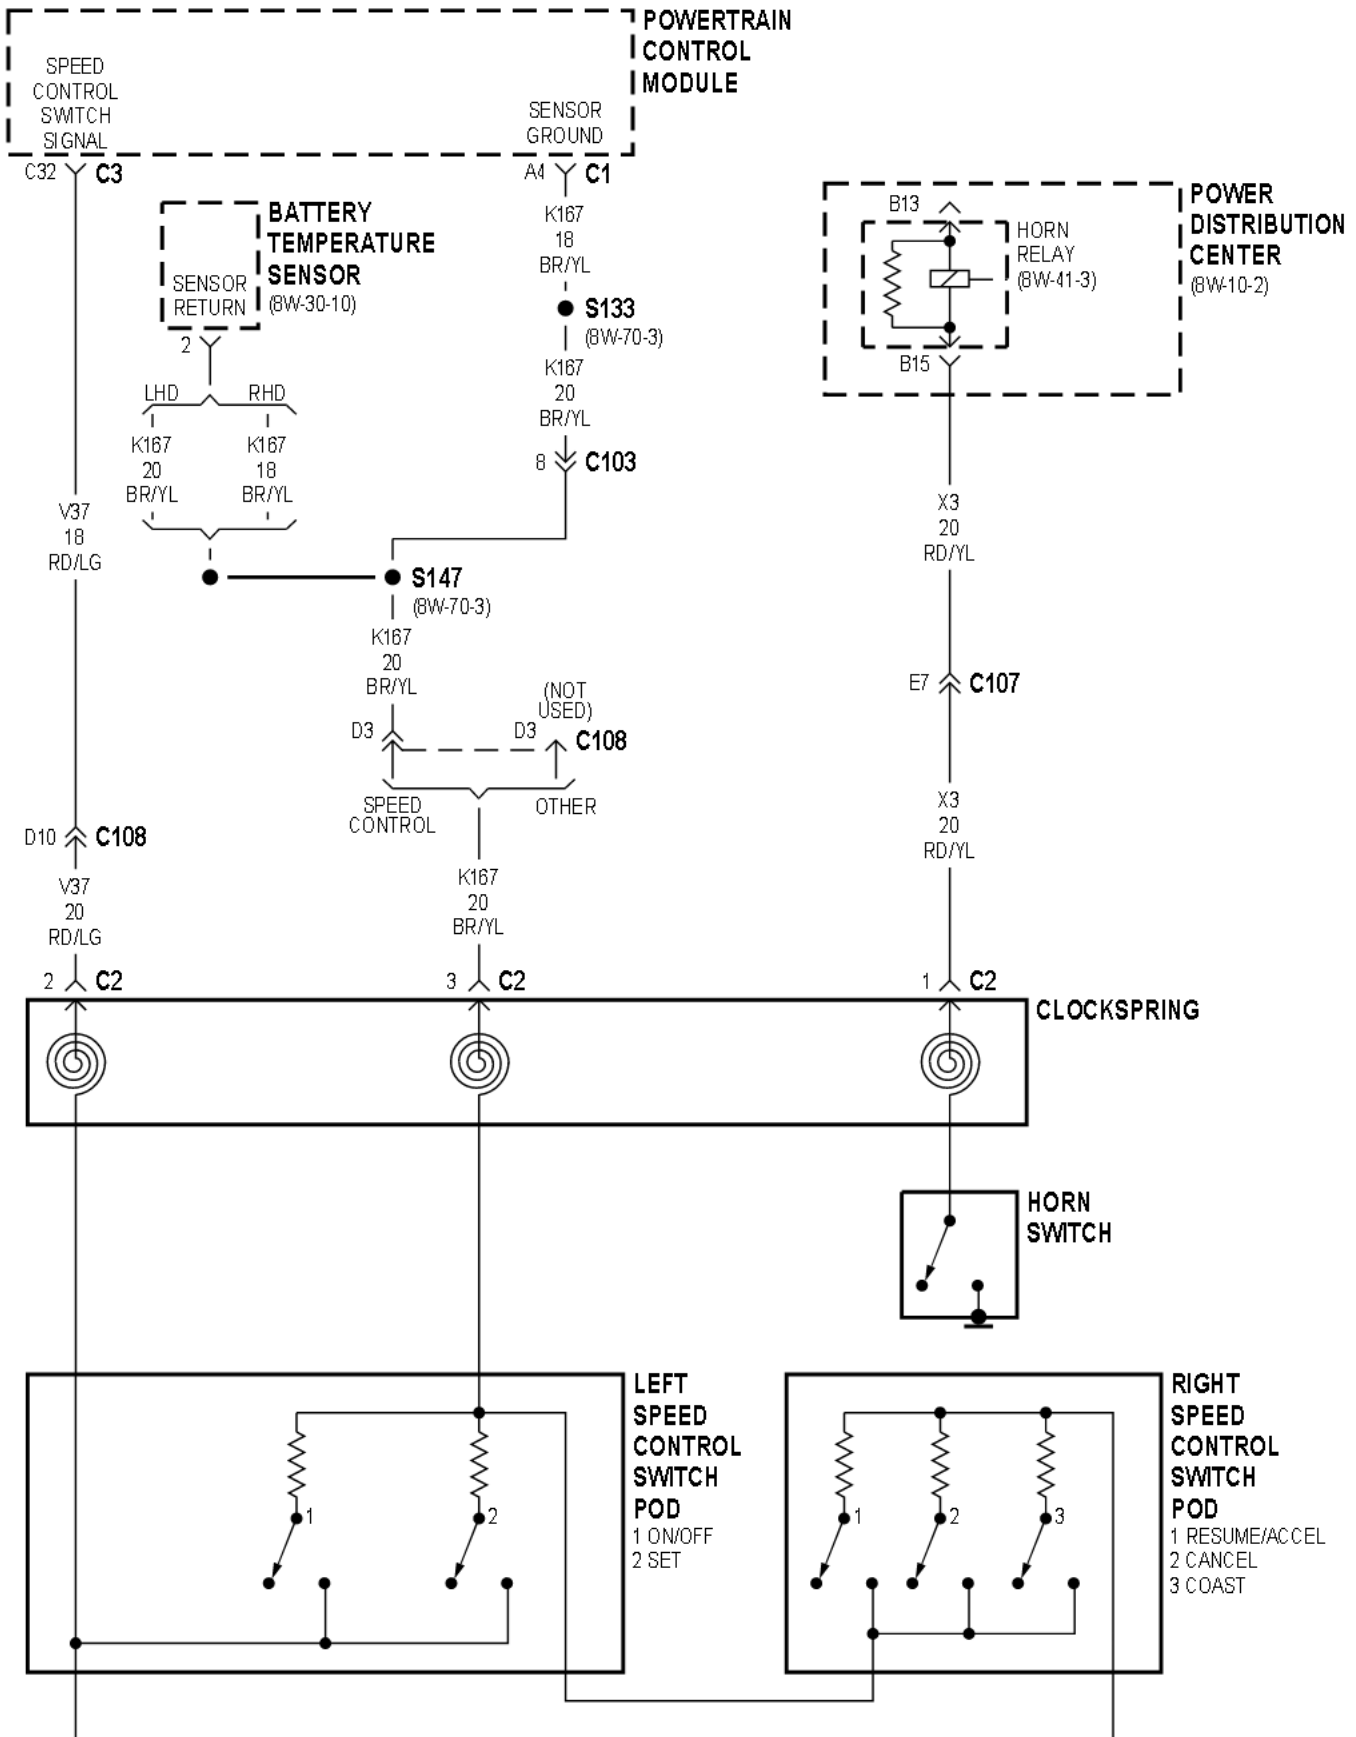 POWERTRAIN
CONTROL
MODULE
SPEED
CONTROL
SWITCH
SIGNAL
SENSOR
GROUND
C32
C3
A4
C1
BATTERY
TEMPERATURE
SENSOR
(8W-30-10)
SENSOR
RETURN
2
LHD
RHD
K167
20
BR/YL
K167
18
BR/YL
K167
18
BR/YL
S133
(8W-70-3)
K167
20
BR/YL
8
C103
POWER
DISTRIBUTION
CENTER
(8W-10-2)
B13
HORN
RELAY
(8W-41-3)
B15
V37
18
RD/LG
X3
20
RD/YL
S147
(8W-70-3)
K167
20
BR/YL
(NOT
USED)
D3
D3
C108
SPEED
CONTROL
OTHER
E7
C107
X3
20
RD/YL
D10
C108
V37
20
RD/LG
K167
20
BR/YL
2
C2
3
C2
1
C2
CLOCKSPRING
HORN
SWITCH
LEFT
SPEED
CONTROL
SWITCH
POD
1 ON/OFF
2 SET
1
2
RIGHT
SPEED
CONTROL
SWITCH
POD
1 RESUME/ACCEL
2 CANCEL
3 COAST
1
2
3